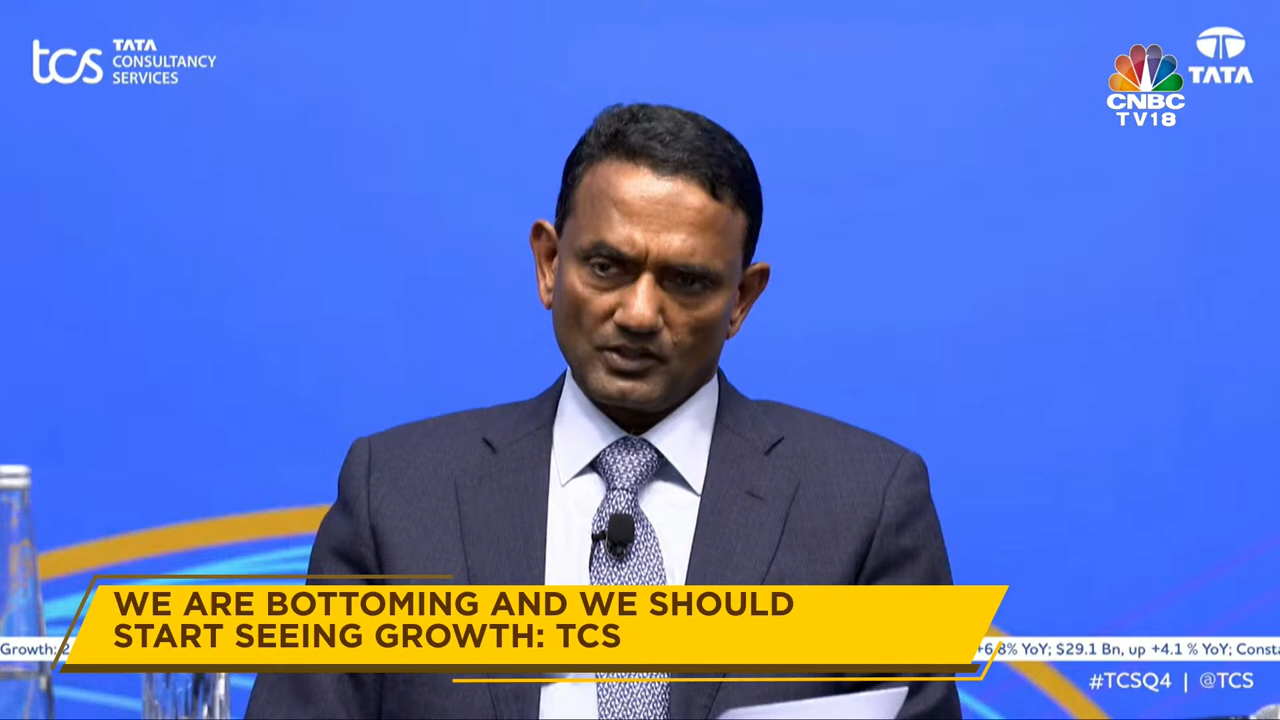 tcs
TATA
CONSULTANCY
SERVICES
CNBC
TV18
TATA
WE ARE BOTTOMING AND WE SHOULD
START SEEING GROWTH: TCS
Growth: 2
+6.8% YoY; $29.1 Bn, up +4.1 % YoY; Consta
#TCSQ4 | @TCS